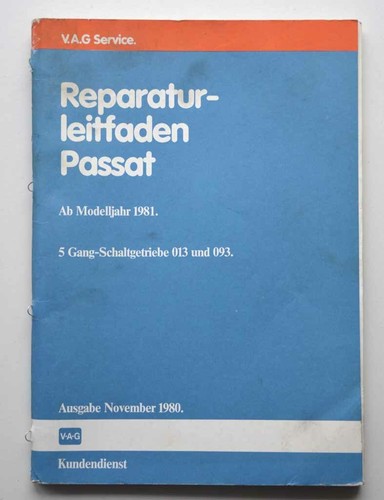 V.A.G Service.
Reparatur-
leitfaden
Passat
Ab Modelljahr 1981.
5 Gang-Schaltgetriebe 013 und 093.
Ausgabe November 1980.
V·A·G
Kundendienst